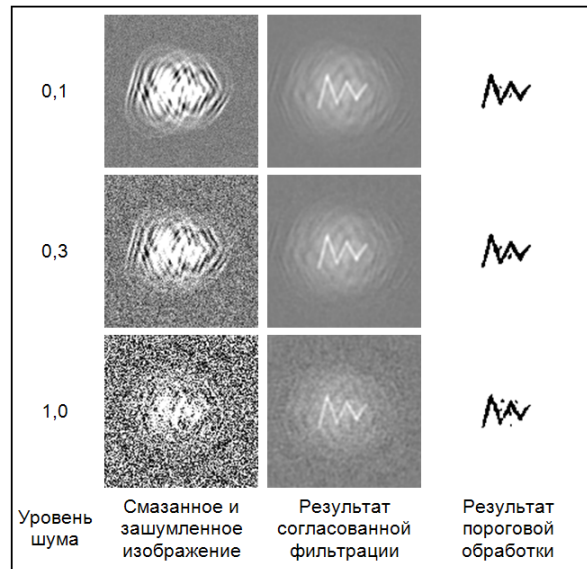 0,1
0,3
1,0
Уровень шума
Смазанное и зашумленное изображение
Результат согласованной фильтрации
Результат пороговой обработки